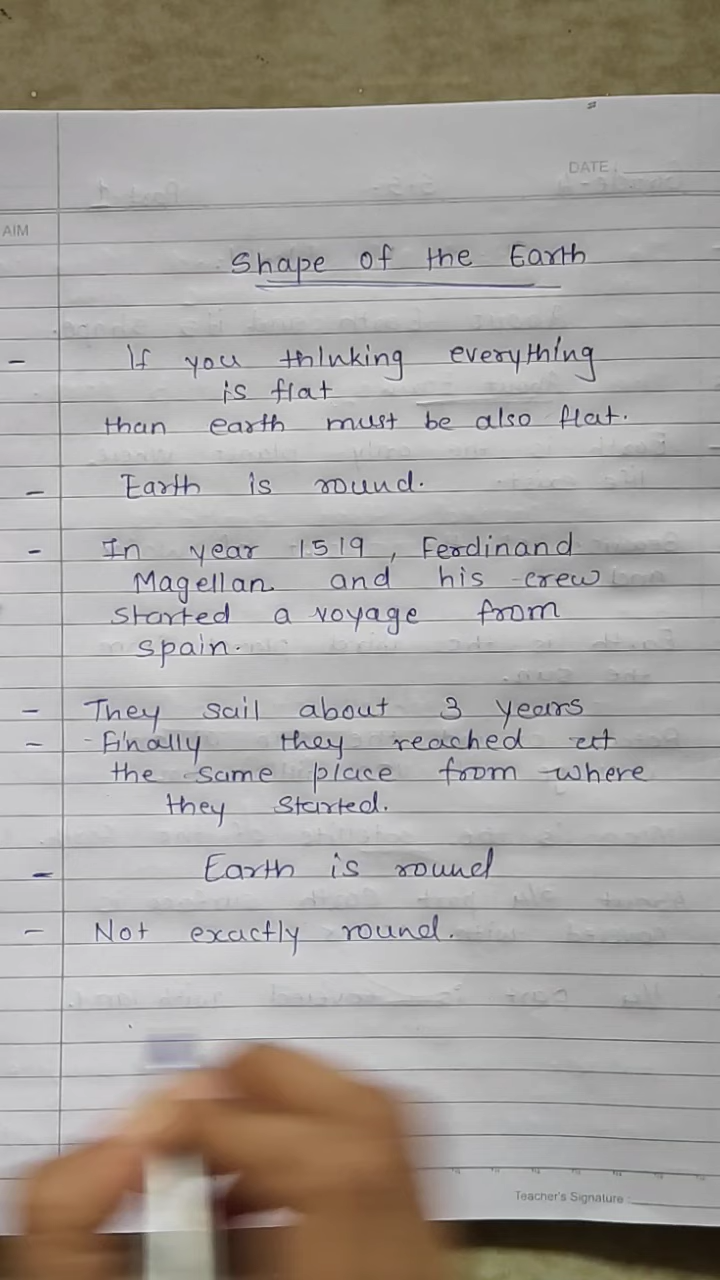 DATE :
AIM
Shape of the Earth
- If you thinking everything
is flat
than earth must be also flat.
- Earth is round.
- In year 1519, Ferdinand
Magellan and his crew
started a voyage from
spain.
- They sail about 3 years
- Finally they reached at
the same place from where
they started.
- Earth is round
- Not exactly round.
Teacher's Signature :